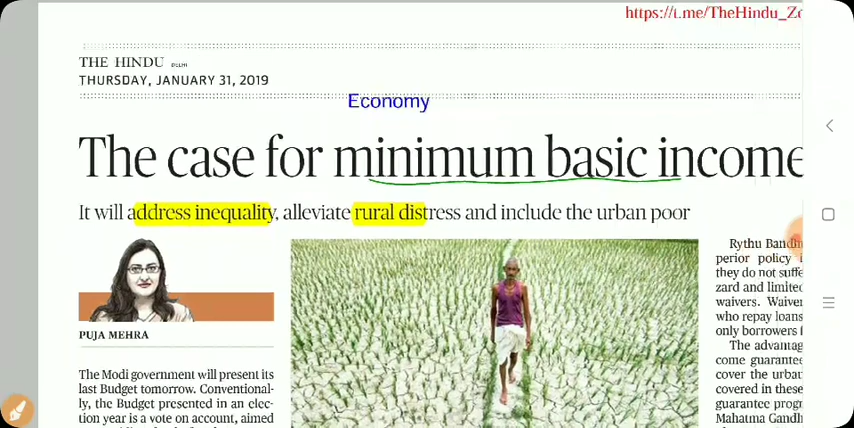 https://t.me/TheHindu_Zo
THE HINDU DELHI
THURSDAY, JANUARY 31, 2019
Economy
The case for minimum basic income
It will address inequality, alleviate rural distress and include the urban poor
PUJA MEHRA
The Modi government will present its
last Budget tomorrow. Conventional-
ly, the Budget presented in an elec-
tion year is a vote on account, aimed
Rythu Bandhu
perior policy i
they do not suffe
zard and limited
waivers. Waiver
who repay loans
only borrowers
The advantag
come guarantee
cover the urban
covered in these
guarantee progr
Mahatma Gandh